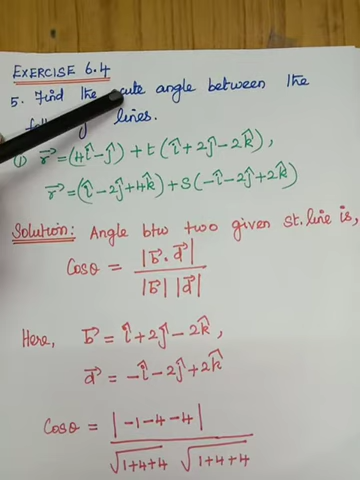 EXERCISE 6.4
5. Find the acute angle between the
lines.
(i) r⃗ = (4î - ĵ) + t(î + 2ĵ - 2k̂),
r⃗ = (î - 2ĵ + 4k̂) + s(-î - 2ĵ + 2k̂)
Solution: Angle btw two given st. line is,
Cosθ = |b⃗ . d⃗| / |b⃗| |d⃗|
Here, b⃗ = î + 2ĵ - 2k̂,
d⃗ = -î - 2ĵ + 2k̂
Cosθ = |-1-4-4| / √1+4+4 √1+4+4